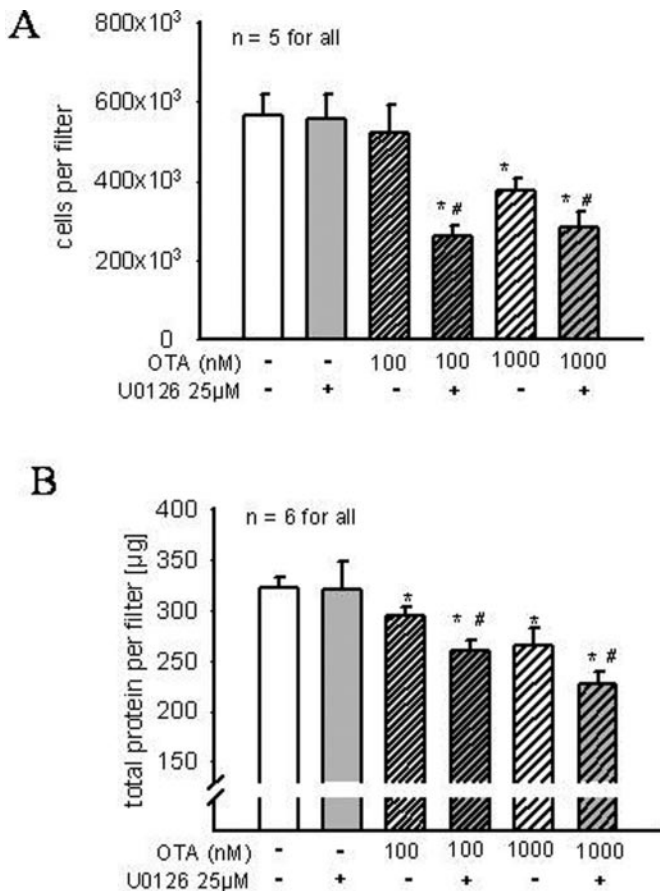 A
800x10³
n = 5 for all
600x10³
400x10³
200x10³
0
cells per filter
* # * * #
OTA (nM) - - 100 100 1000 1000
U0126 25µM - + - + - +
B
400
n = 6 for all
350
300
250
200
150
total protein per filter [µg]
* * # * * #
OTA (nM) - - 100 100 1000 1000
U0126 25µM - + - + - +